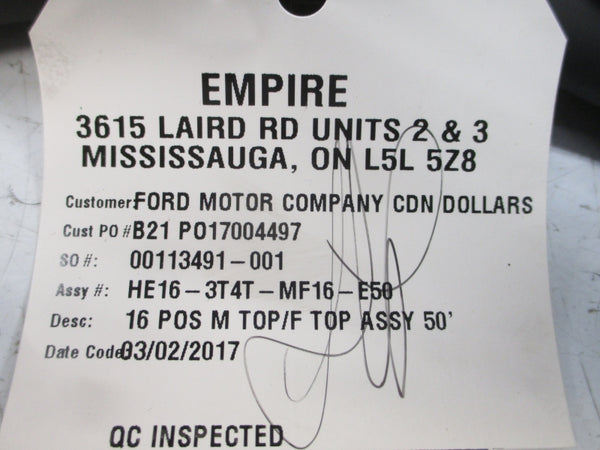 EMPIRE
3615 LAIRD RD UNITS 2 & 3
MISSISSAUGA, ON L5L 5Z8
Customer: FORD MOTOR COMPANY CDN DOLLARS
Cust PO # B21 PO17004497
SO #: 00113491-001
Assy #: HE16-3T4T-MF16-E50
Desc: 16 POS M TOP/F TOP ASSY 50'
Date Code: 03/02/2017
QC INSPECTED